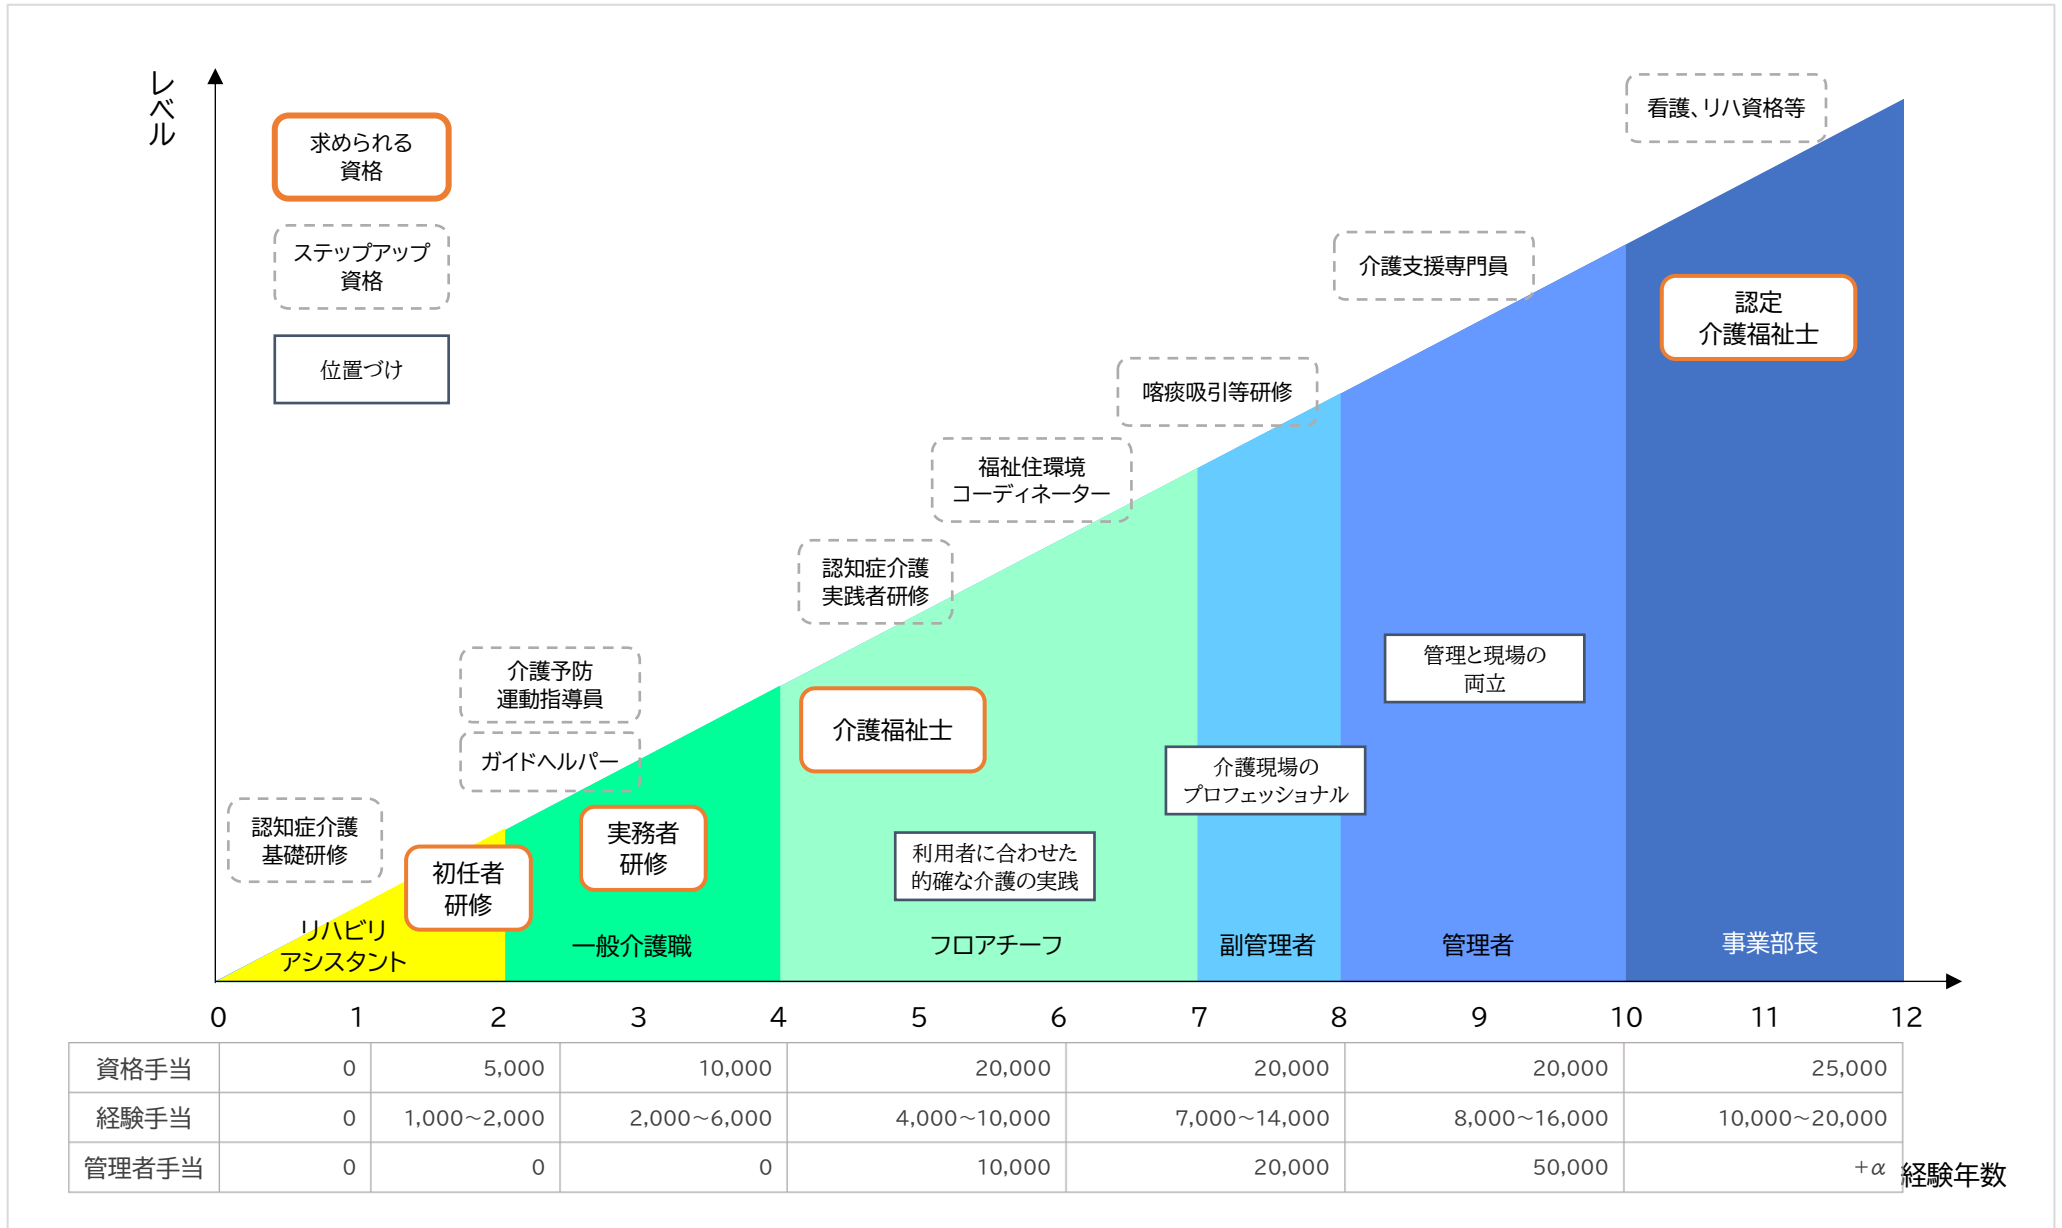 レベル
求められる
資格
ステップアップ
資格
位置づけ
看護、リハ資格等
介護支援専門員
認定
介護福祉士
喀痰吸引等研修
福祉住環境
コーディネーター
認知症介護
実践者研修
介護予防
運動指導員
ガイドヘルパー
管理と現場の
両立
介護福祉士
介護現場の
プロフェッショナル
認知症介護
基礎研修
初任者
研修
実務者
研修
利用者に合わせた
的確な介護の実践
リハビリ
アシスタント
一般介護職
フロアチーフ
副管理者
管理者
事業部長
0 1 2 3 4 5 6 7 8 9 10 11 12
資格手当 0 5,000 10,000 20,000 20,000 20,000 25,000
経験手当 0 1,000~2,000 2,000~6,000 4,000~10,000 7,000~14,000 8,000~16,000 10,000~20,000
管理者手当 0 0 0 10,000 20,000 50,000 +α
経験年数